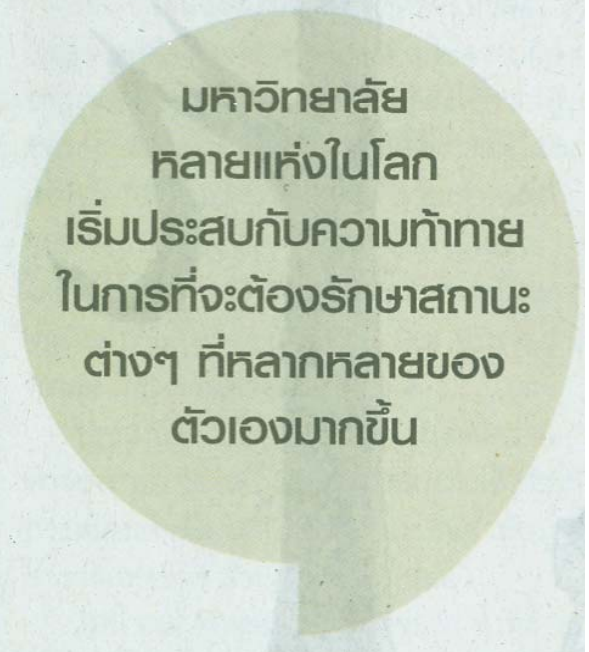 มหาวิทยาลัย
หลายแห่งในโลก
เริ่มประสบกับความท้าทาย
ในการที่จะต้องรักษาสถานะ
ต่างๆ ที่หลากหลายของ
ตัวเองมากขึ้น